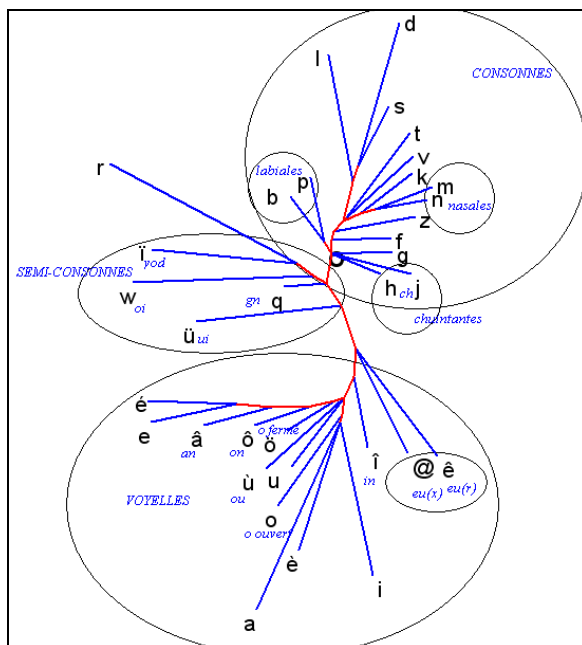 d
l
CONSONNES
s
t
v
labiales
k
p
m
r
b
n nasales
z
f
ï yod
g
SEMI-CONSONNES
w oi
gn q
h ch j
ü ui
chuintantes
é
e
â an
ô on
o fermé
ö
î in
@ ê
eu(x) eu(r)
ù ou
u
VOYELLES
o
o ouvert
è
i
a